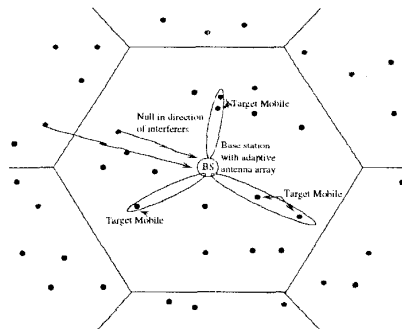 Target Mobile
Null in direction
of interferers
Base station
with adaptive
antenna array
BS
Target Mobile
Target Mobile